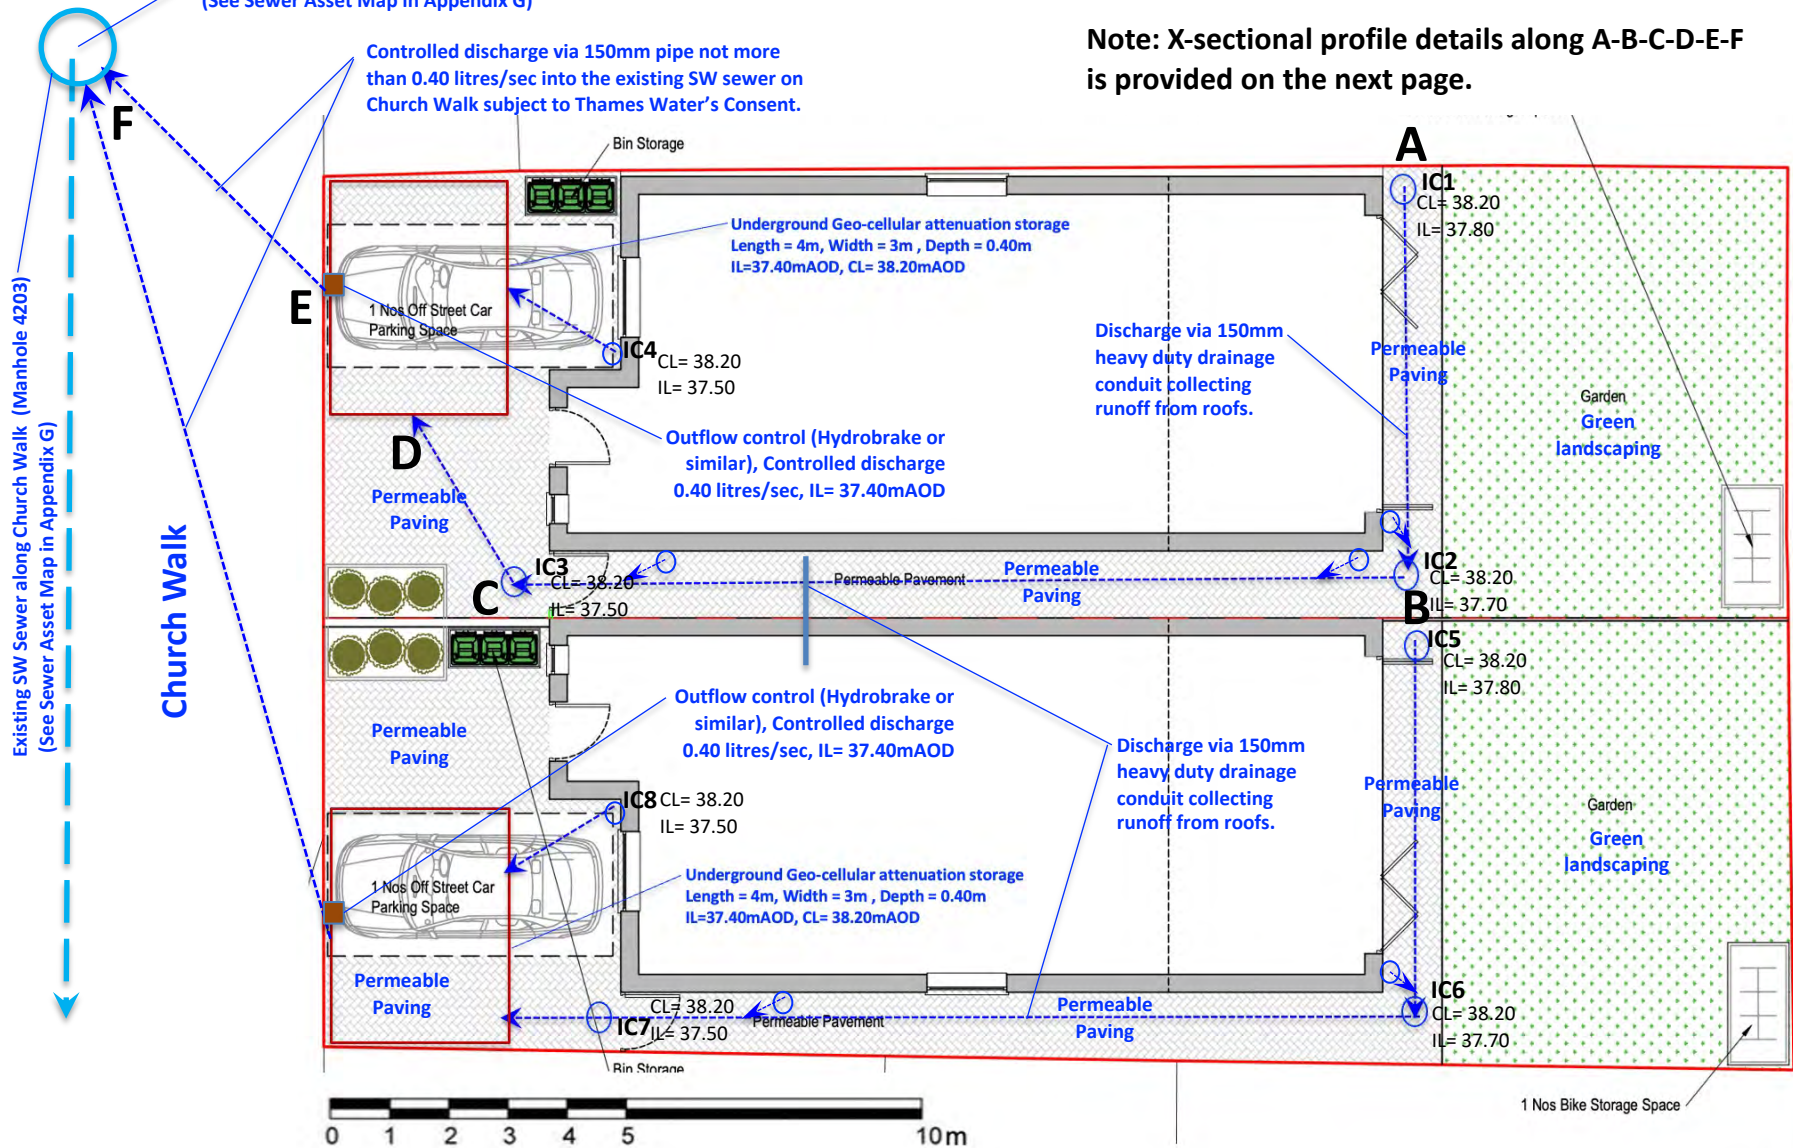 (See Sewer Asset Map in Appendix G)
Controlled discharge via 150mm pipe not more
than 0.40 litres/sec into the existing SW sewer on
Church Walk subject to Thames Water's Consent.
Note: X-sectional profile details along A-B-C-D-E-F
is provided on the next page.
F
A
Bin Storage
IC1
CL= 38.20
IL= 37.80
Underground Geo-cellular attenuation storage
Length = 4m, Width = 3m , Depth = 0.40m
IL=37.40mAOD, CL= 38.20mAOD
E
1 Nos Off Street Car
Parking Space
IC4
CL= 38.20
IL= 37.50
Discharge via 150mm
heavy duty drainage
conduit collecting
runoff from roofs.
Permeable
Paving
Garden
Green
landscaping
D
Outflow control (Hydrobrake or
similar), Controlled discharge
0.40 litres/sec, IL= 37.40mAOD
Permeable
Paving
Existing SW Sewer along Church Walk (Manhole 4203)
(See Sewer Asset Map in Appendix G)
Church Walk
IC3
CL= 38.20
IL= 37.50
C
Permeable Pavement
Permeable
Paving
IC2
CL= 38.20
IL= 37.70
B
IC5
CL= 38.20
IL= 37.80
Outflow control (Hydrobrake or
similar), Controlled discharge
0.40 litres/sec, IL= 37.40mAOD
Permeable
Paving
Discharge via 150mm
heavy duty drainage
conduit collecting
runoff from roofs.
Permeable
Paving
IC8
CL= 38.20
IL= 37.50
Garden
Green
landscaping
Underground Geo-cellular attenuation storage
Length = 4m, Width = 3m , Depth = 0.40m
IL=37.40mAOD, CL= 38.20mAOD
1 Nos Off Street Car
Parking Space
Permeable
Paving
IC7
CL= 38.20
IL= 37.50
Permeable Pavement
Permeable
Paving
IC6
CL= 38.20
IL= 37.70
Bin Storage
1 Nos Bike Storage Space
0 1 2 3 4 5 10m